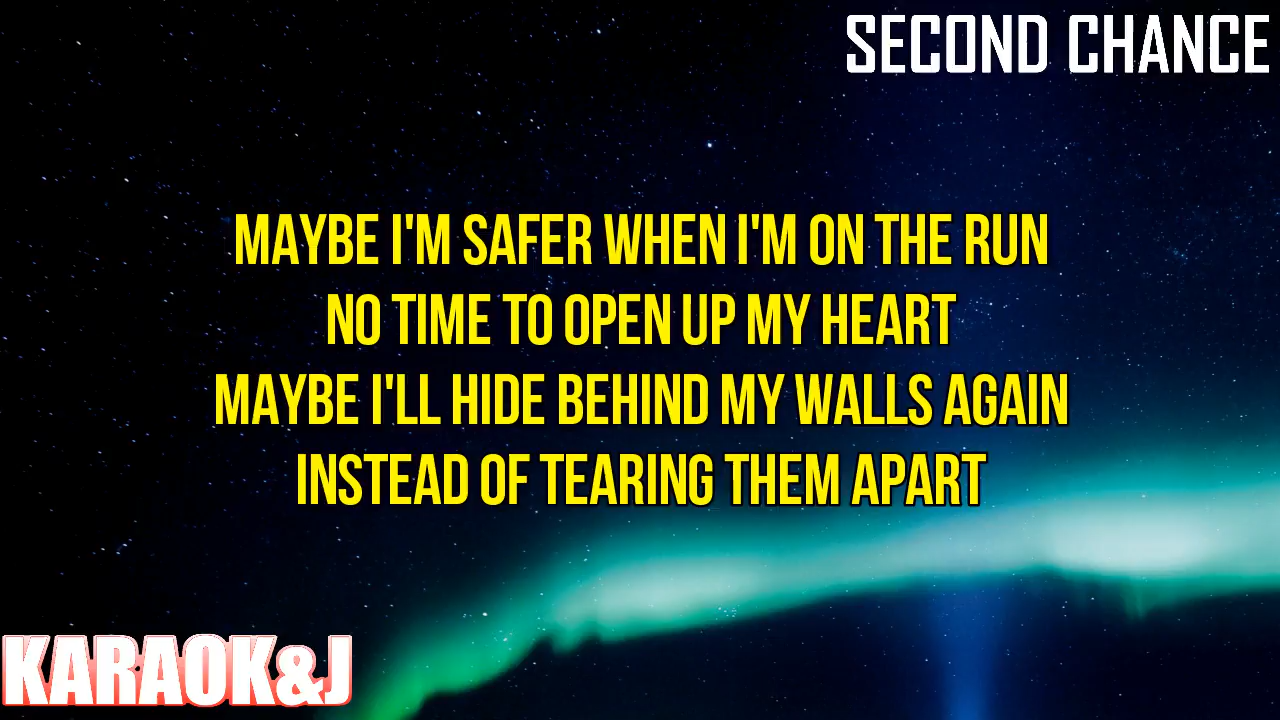 SECOND CHANCE
MAYBE I'M SAFER WHEN I'M ON THE RUN
NO TIME TO OPEN UP MY HEART
MAYBE I'LL HIDE BEHIND MY WALLS AGAIN
INSTEAD OF TEARING THEM APART
KARAOK&J